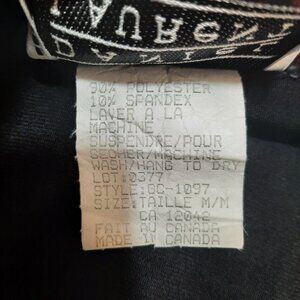 90% POLYESTER
10% SPANDEX
LAVER A LA
MACHINE
SUSPENDRE/POUR
SECHER/MACHINE
WASH/HANG TO DRY
LOT:0377
STYLE:GC-1097
SIZE:TAILLE M/M
CA 12042
FAIT AU CANADA
MADE IN CANADA